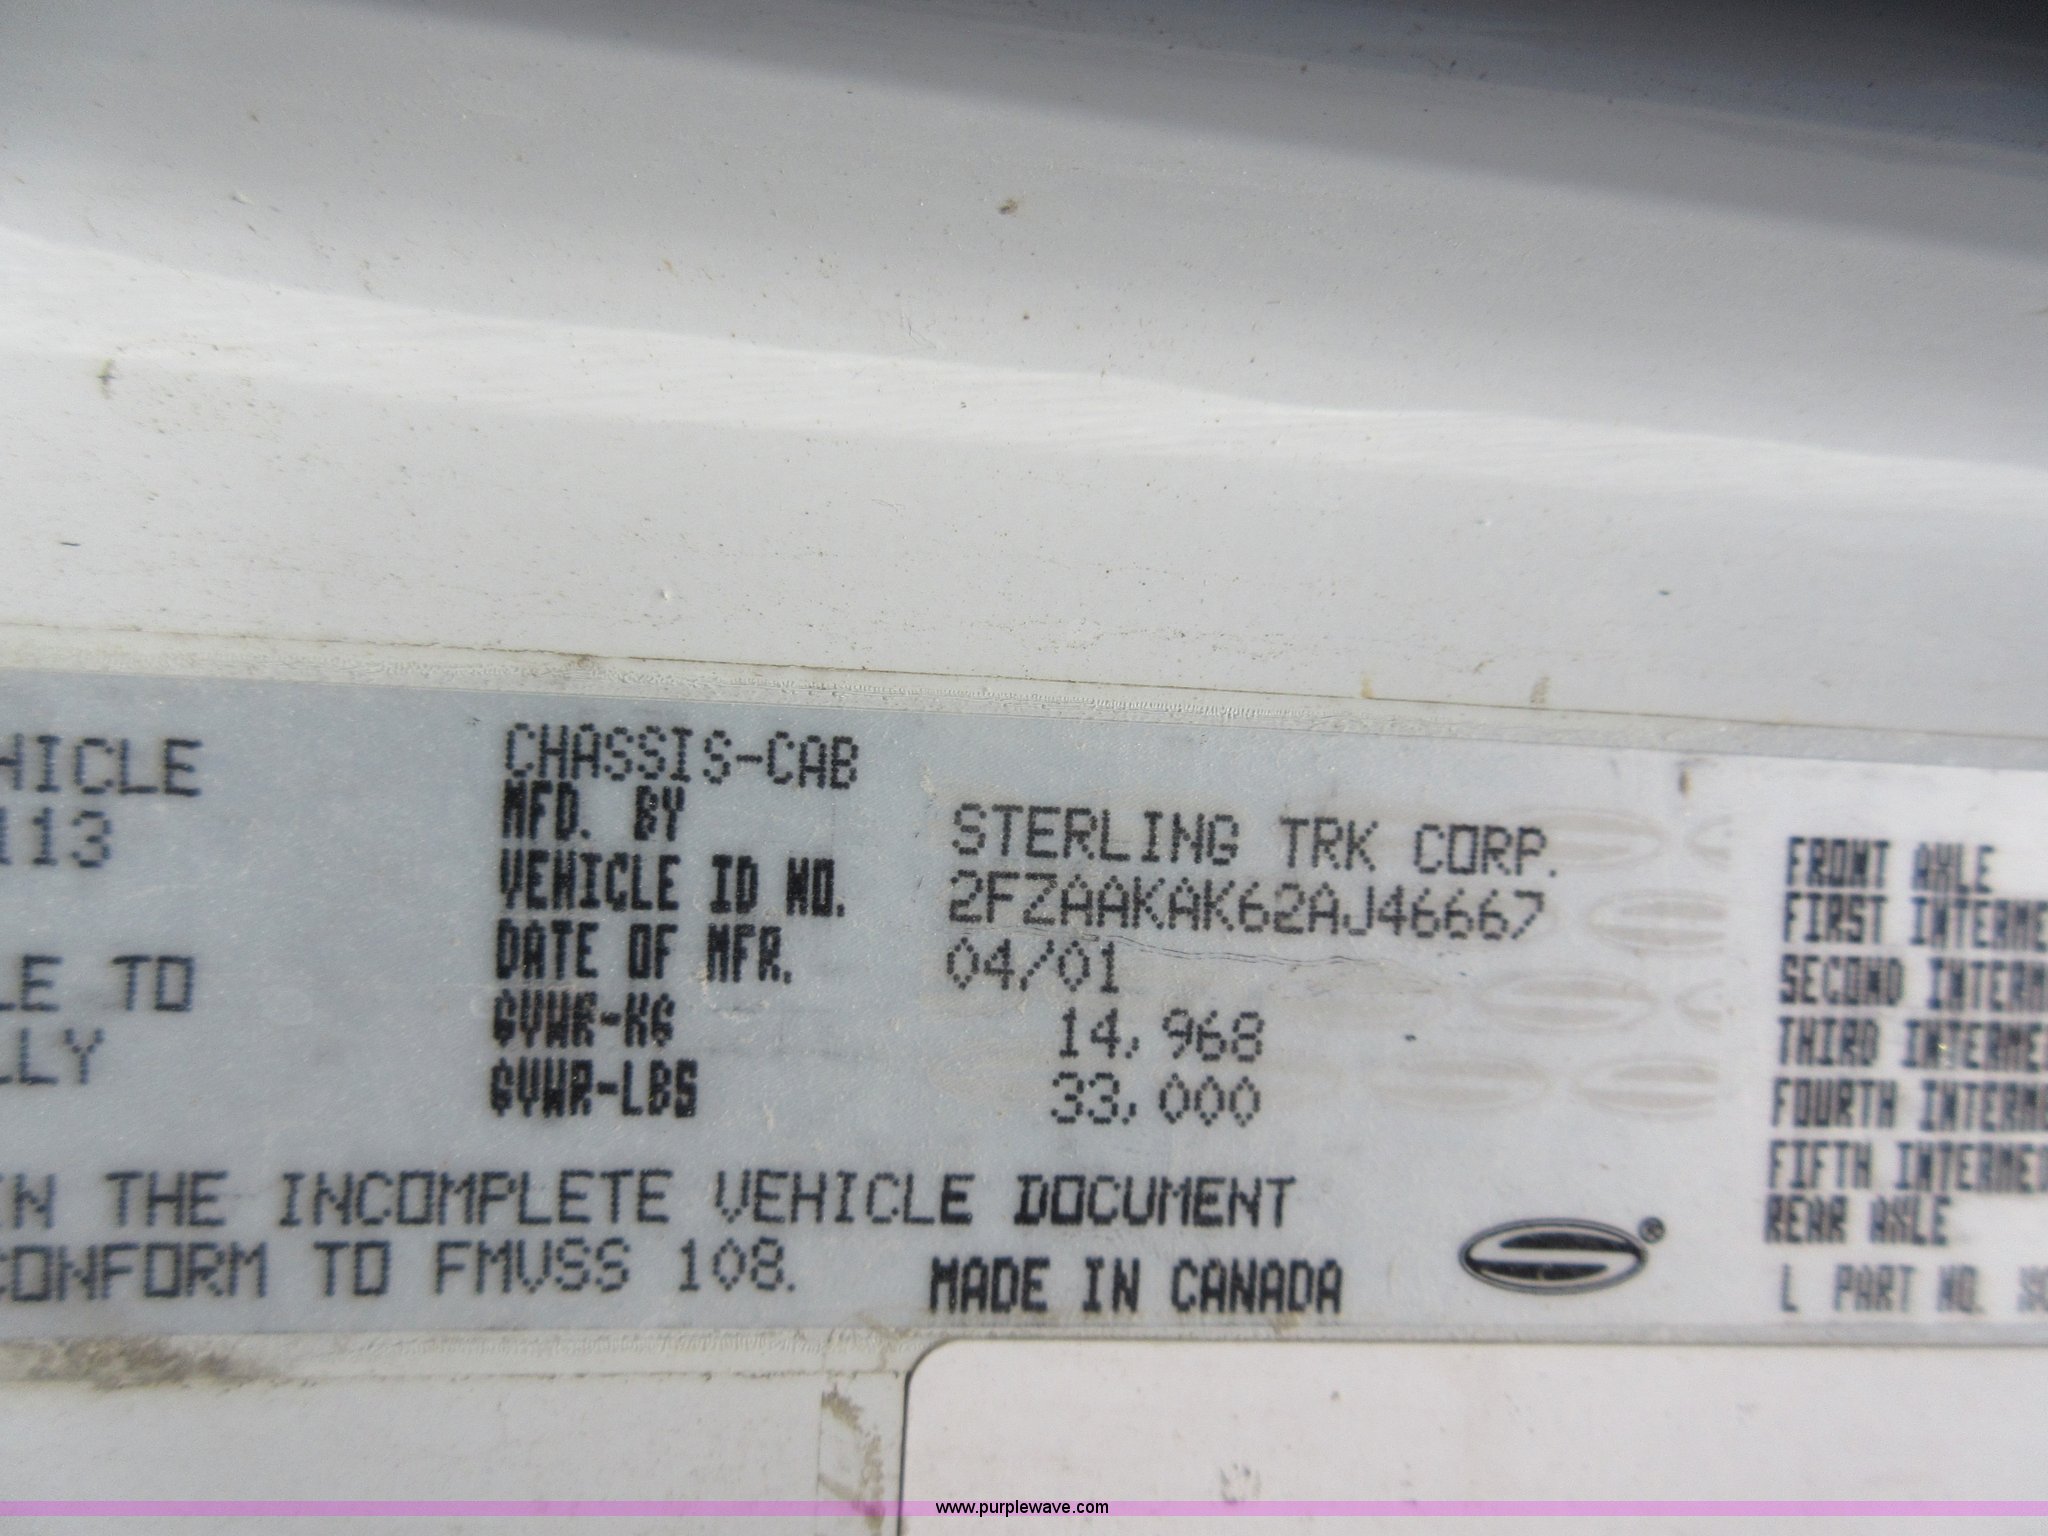 HICLE
113
LE TO
LLY
CHASSIS-CAB
MFD. BY STERLING TRK CORP.
VEHICLE ID NO. 2FZAAKAK62AJ46667
DATE OF MFR. 04/01
GVWR-KG 14,968
GVWR-LBS 33,000
IN THE INCOMPLETE VEHICLE DOCUMENT
CONFORM TO FMVSS 108.
MADE IN CANADA
®
FRONT AXLE
FIRST INTERME
SECOND INTERM
THIRD INTERME
FOURTH INTERM
FIFTH INTERME
REAR AXLE
L PART NO.
www.purplewave.com